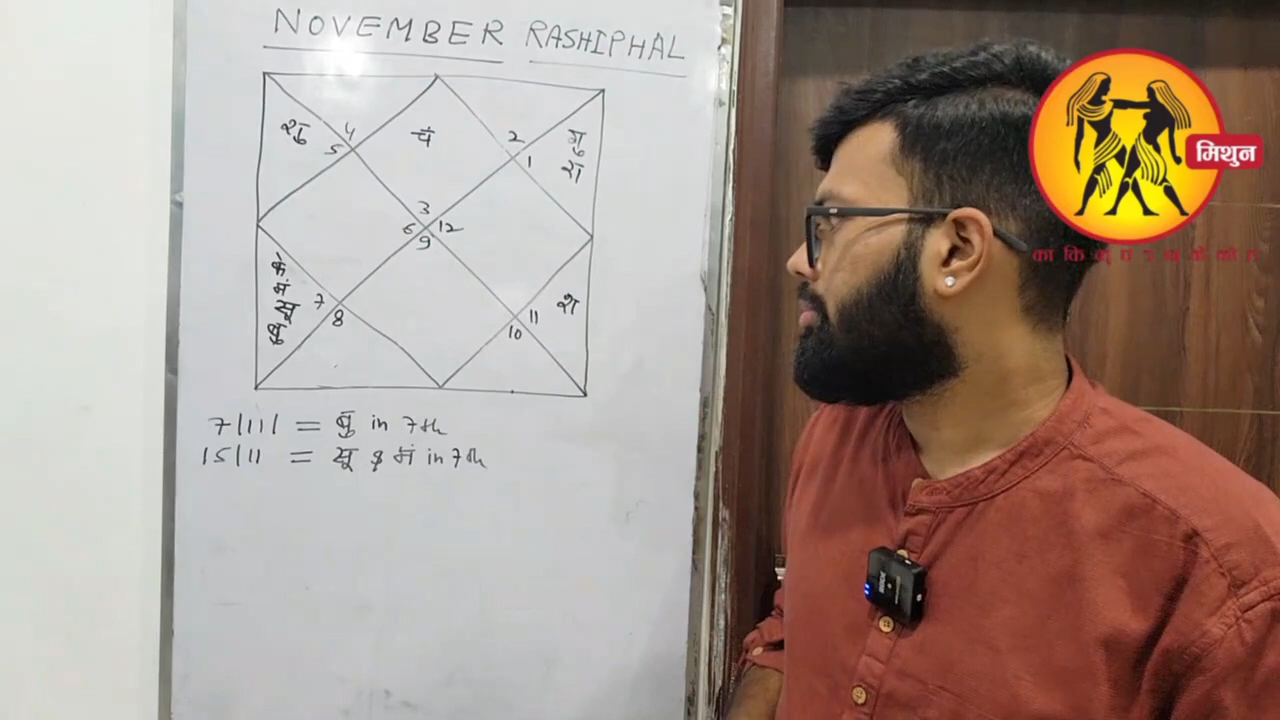 NOVEMBER RASHIPHAL
शु 4 चं 2 गु
5 1 रा
3
6 12
9
के
मं
सू 7 11 श
बु 8 10
7/11/ = बु in 7th
15/11 = सू & मं in 7th
मिथुन
का कि कू घ